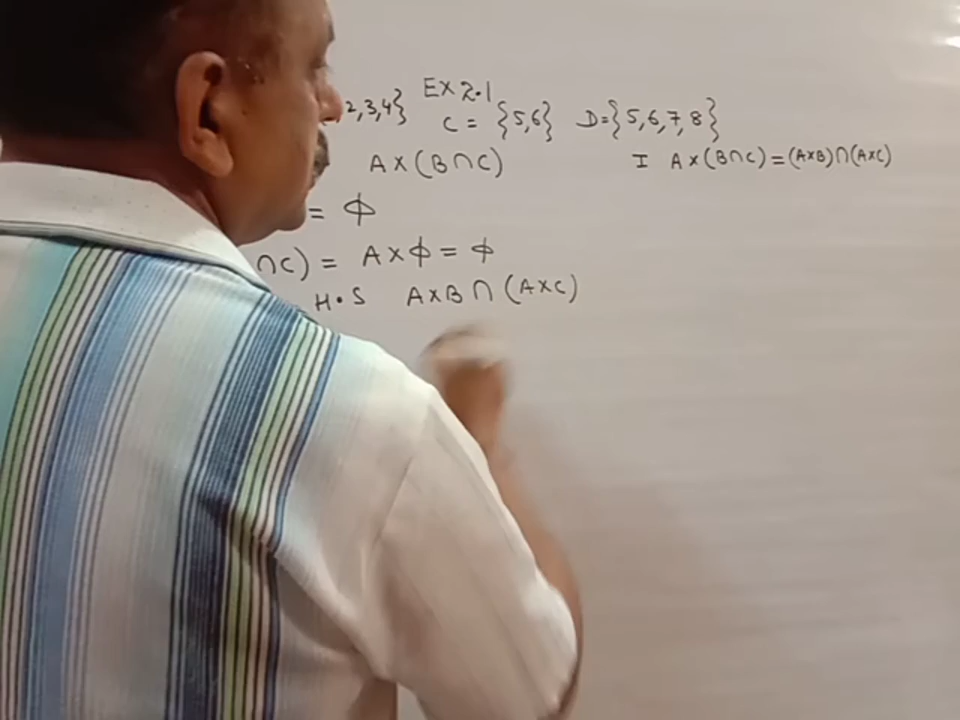 EX 2.1
2,3,4} C = {5,6} D={5,6,7,8}
A×(B∩C) I A×(B∩C)=(A×B)∩(A×C)
= ϕ
∩C) = A×ϕ = ϕ
H.S A×B∩(A×C)